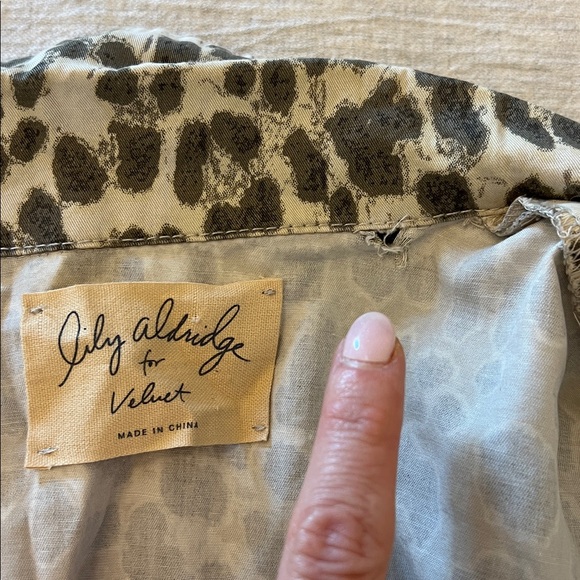 lily aldridge
for
Velvet
MADE IN CHINA